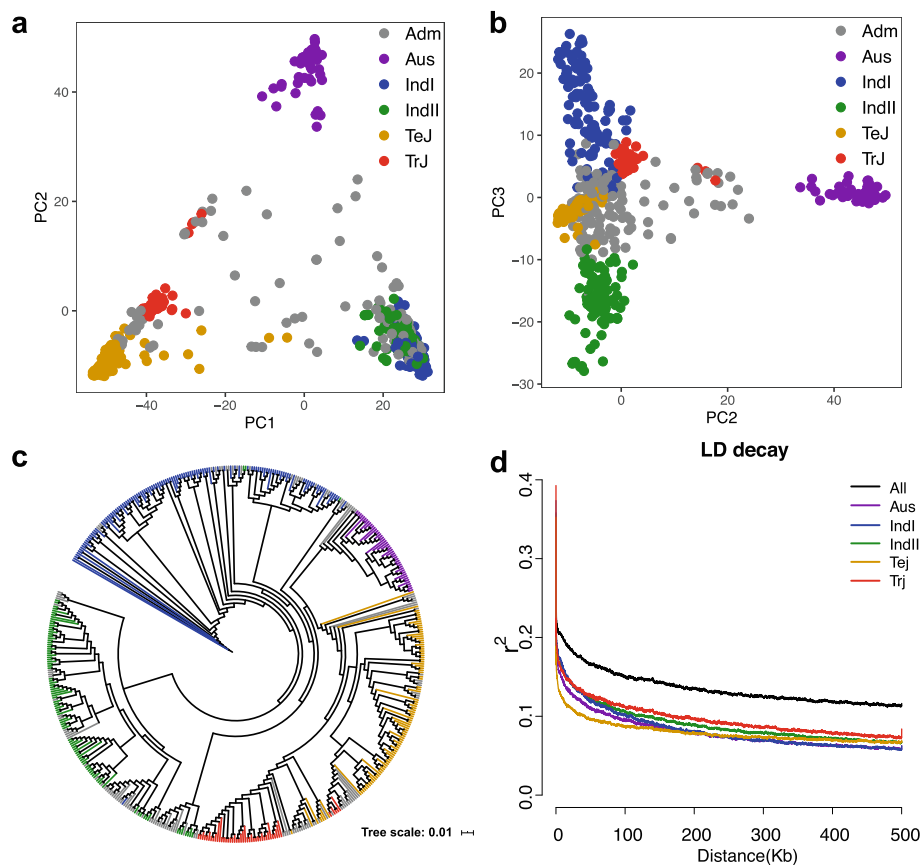 a
Adm
Aus
IndI
IndII
TeJ
TrJ
PC2
40
20
0
−40
−20
0
20
PC1
b
Adm
Aus
IndI
IndII
TeJ
TrJ
PC3
20
10
0
−10
−20
−30
0
20
40
PC2
c
Tree scale: 0.01
d
LD decay
All
Aus
IndI
IndII
Tej
Trj
r2
0.4
0.3
0.2
0.1
0.0
0
100
200
300
400
500
Distance(Kb)